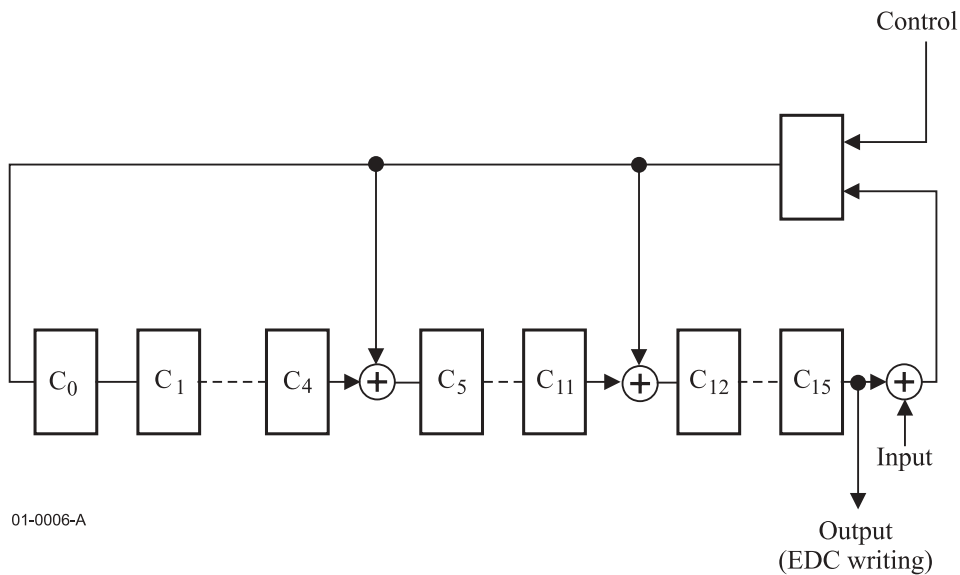 Control
C0
C1
C4
+
C5
C11
+
C12
C15
+
Input
01-0006-A
Output
(EDC writing)